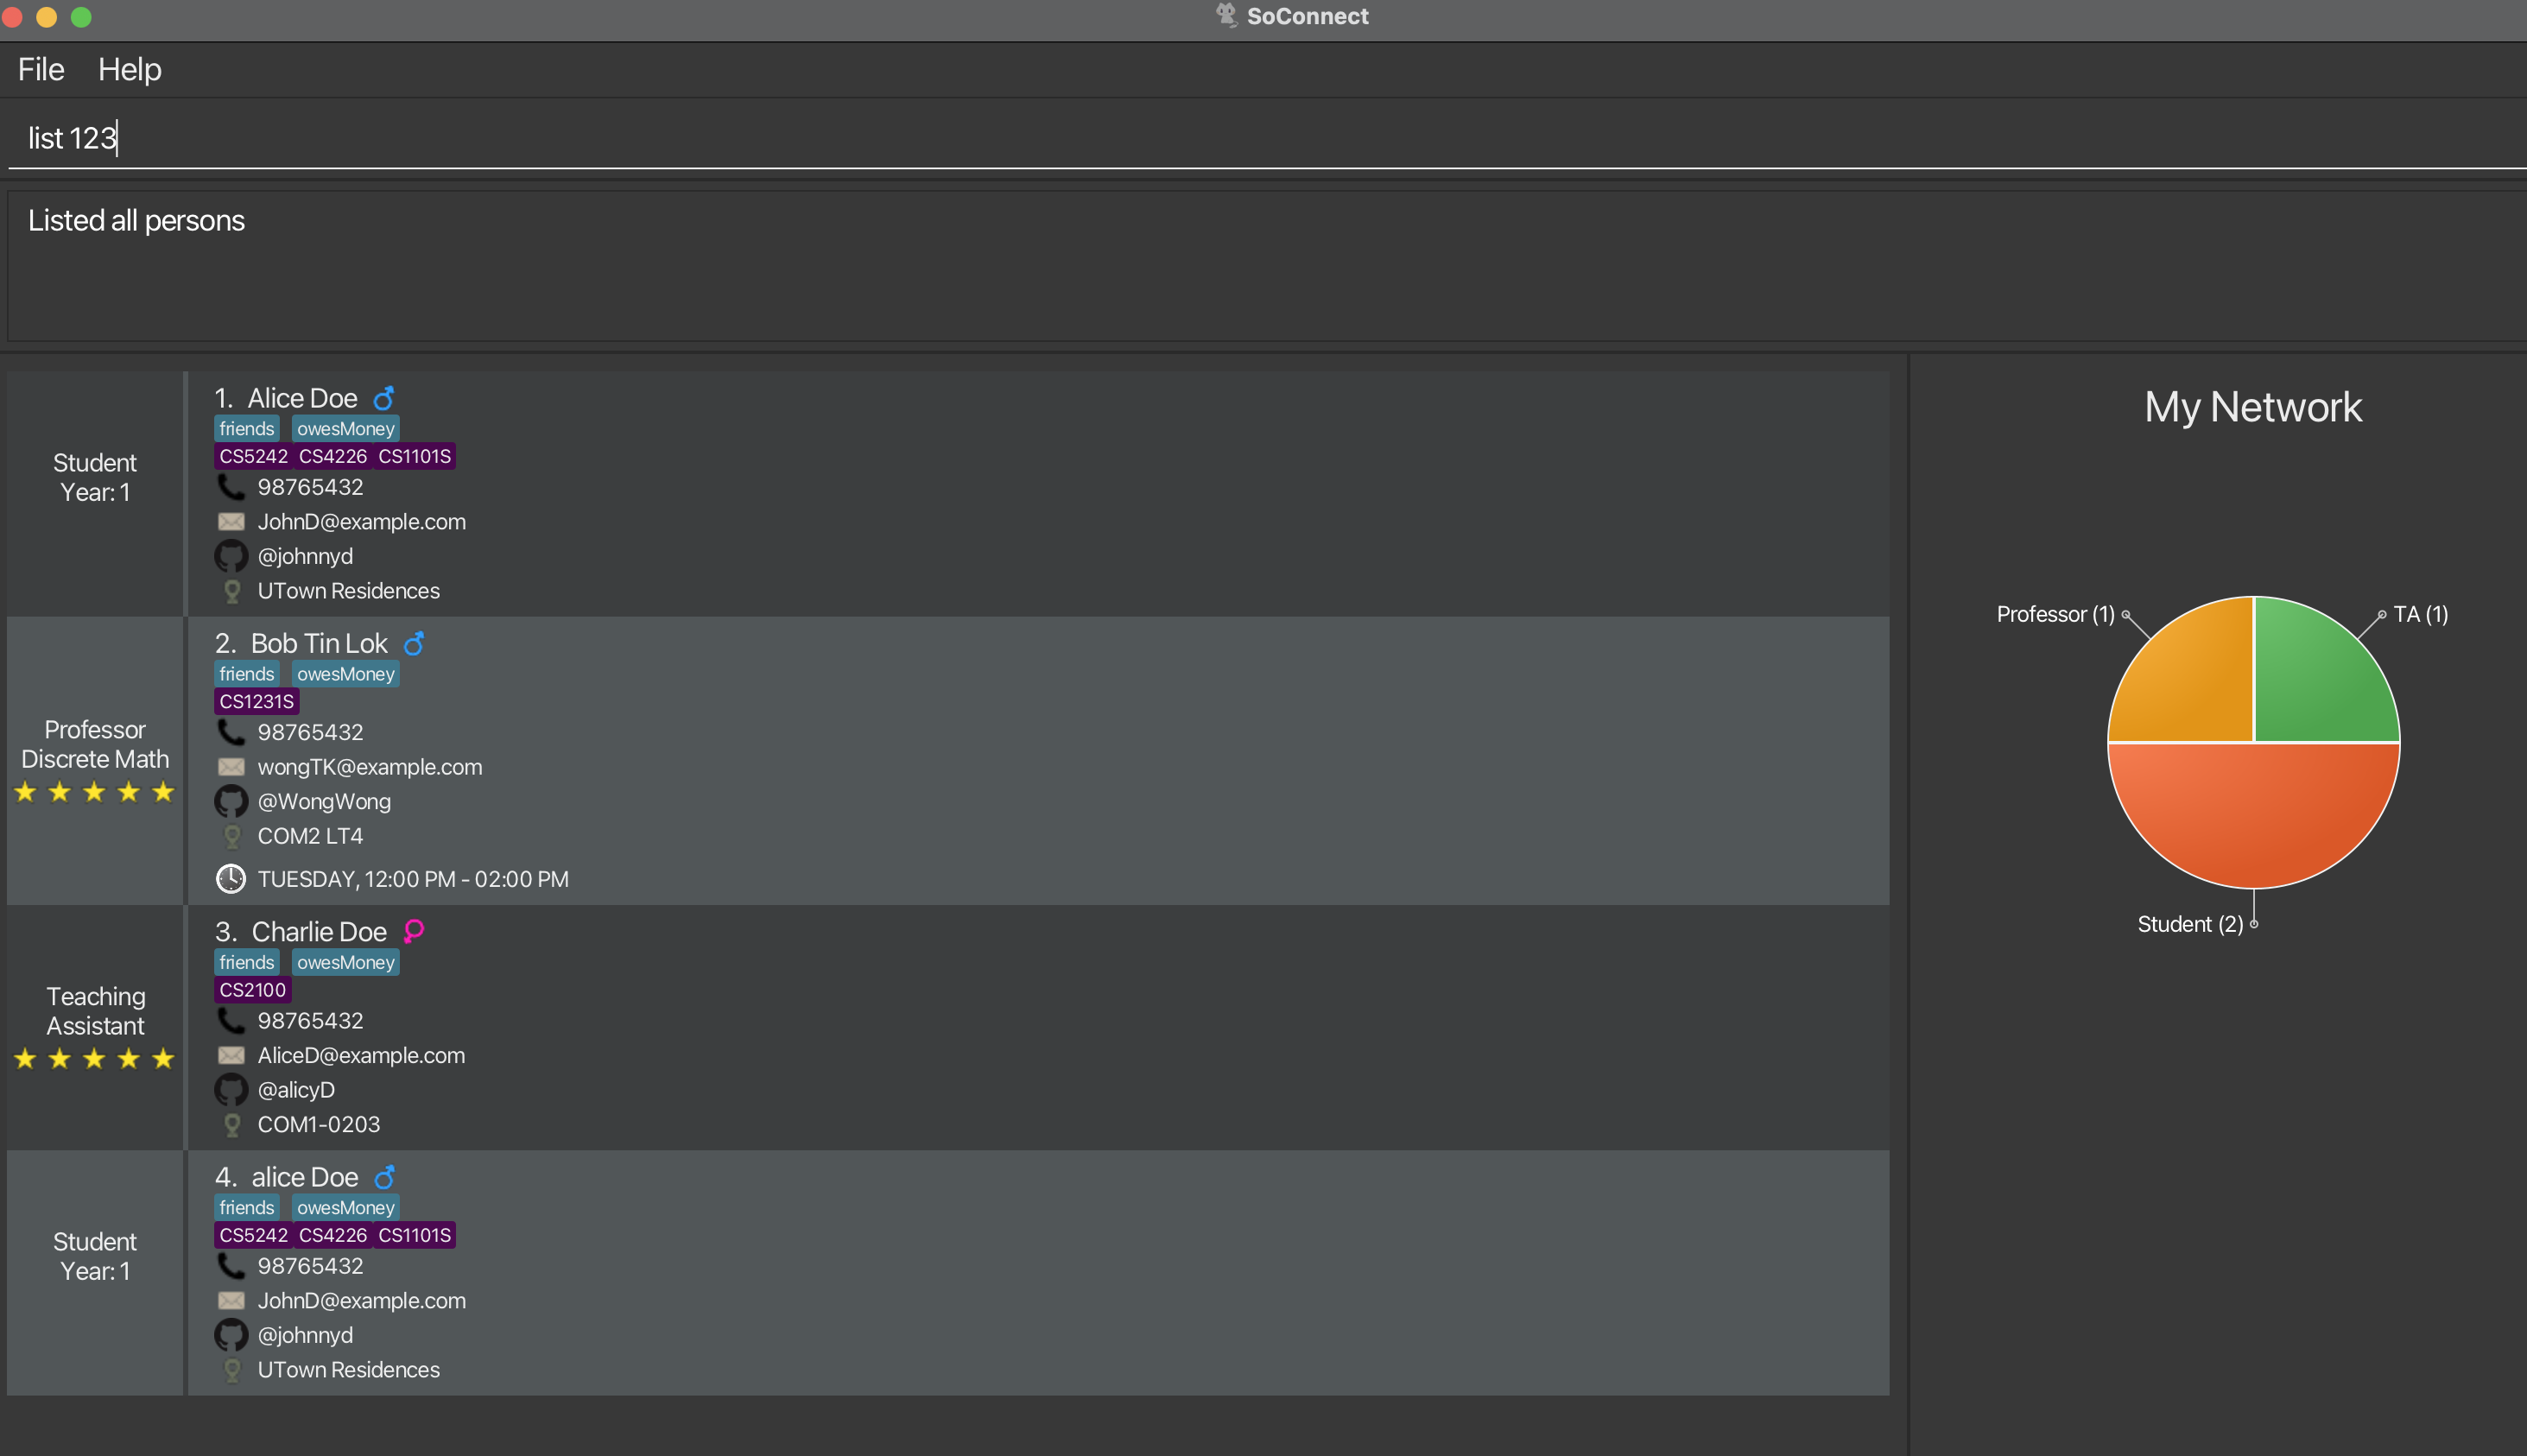 SoConnect
File Help
list 123
Listed all persons
Student
Year: 1
1. Alice Doe
friends owesMoney
CS5242 CS4226 CS1101S
98765432
JohnD@example.com
@johnnyd
UTown Residences
Professor
Discrete Math
2. Bob Tin Lok
friends owesMoney
CS1231S
98765432
wongTK@example.com
@WongWong
COM2 LT4
TUESDAY, 12:00 PM - 02:00 PM
Teaching
Assistant
3. Charlie Doe
friends owesMoney
CS2100
98765432
AliceD@example.com
@alicyD
COM1-0203
Student
Year: 1
4. alice Doe
friends owesMoney
CS5242 CS4226 CS1101S
98765432
JohnD@example.com
@johnnyd
UTown Residences
My Network
Professor (1)
TA (1)
Student (2)